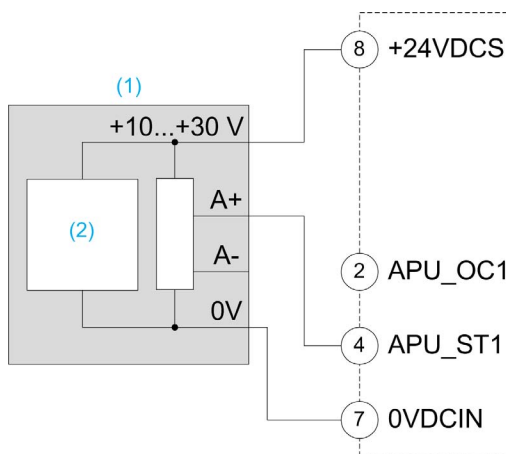 8 +24VDCS
(1)
+10...+30 V
A+
(2)
A-
2 APU_OC1
0V
4 APU_ST1
7 0VDCIN